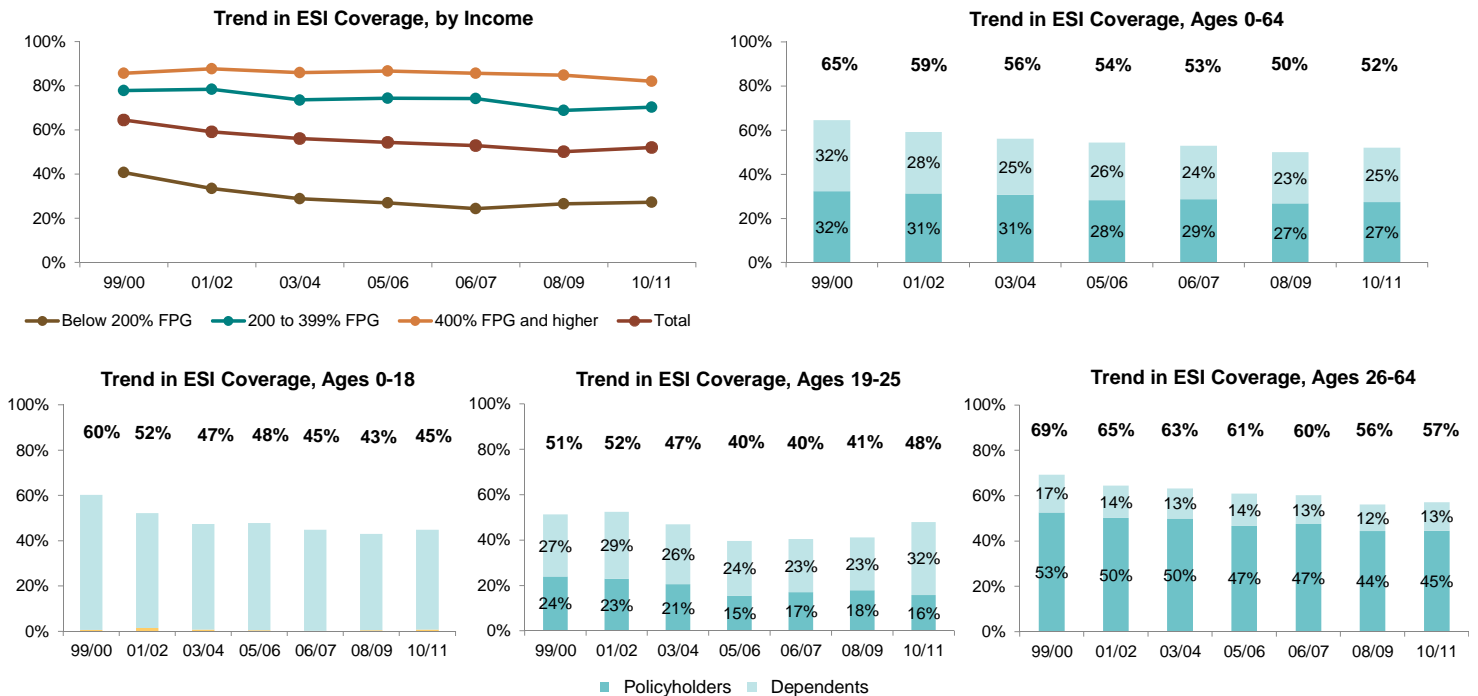 Trend in ESI Coverage, by Income
100%
80%
60%
40%
20%
0%
99/00 01/02 03/04 05/06 06/07 08/09 10/11
Below 200% FPG 200 to 399% FPG 400% FPG and higher Total
Trend in ESI Coverage, Ages 0-64
100%
65% 59% 56% 54% 53% 50% 52%
80%
60%
32% 28% 25% 26% 24% 23% 25%
40%
32% 31% 31% 28% 29% 27% 27%
20%
0%
99/00 01/02 03/04 05/06 06/07 08/09 10/11
Trend in ESI Coverage, Ages 0-18
100%
60% 52% 47% 48% 45% 43% 45%
80%
60%
40%
20%
0%
99/00 01/02 03/04 05/06 06/07 08/09 10/11
Trend in ESI Coverage, Ages 19-25
100%
51% 52% 47% 40% 40% 41% 48%
80%
60%
27% 29% 26% 24% 23% 23% 32%
40%
24% 23% 21% 15% 17% 18% 16%
20%
0%
99/00 01/02 03/04 05/06 06/07 08/09 10/11
Trend in ESI Coverage, Ages 26-64
100%
69% 65% 63% 61% 60% 56% 57%
80%
60%
17% 14% 13% 14% 13% 12% 13%
40%
53% 50% 50% 47% 47% 44% 45%
20%
0%
99/00 01/02 03/04 05/06 06/07 08/09 10/11
Policyholders Dependents